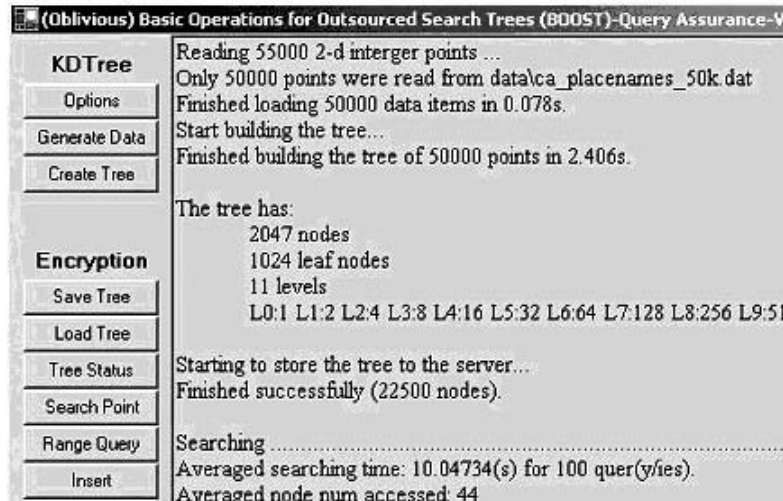 (Oblivious) Basic Operations for Outsourced Search Trees (BOOST)-Query Assurance-V
KDTree
Options
Generate Data
Create Tree
Encryption
Save Tree
Load Tree
Tree Status
Search Point
Range Query
Insert
Reading 55000 2-d interger points ...
Only 50000 points were read from data\ca_placenames_50k.dat
Finished loading 50000 data items in 0.078s.
Start building the tree...
Finished building the tree of 50000 points in 2.406s.
The tree has:
2047 nodes
1024 leaf nodes
11 levels
L0:1 L1:2 L2:4 L3:8 L4:16 L5:32 L6:64 L7:128 L8:256 L9:51
Starting to store the tree to the server...
Finished successfully (22500 nodes).
Searching ........................................................................
Averaged searching time: 10.04734(s) for 100 quer(y/ies).
Averaged node num accessed: 44